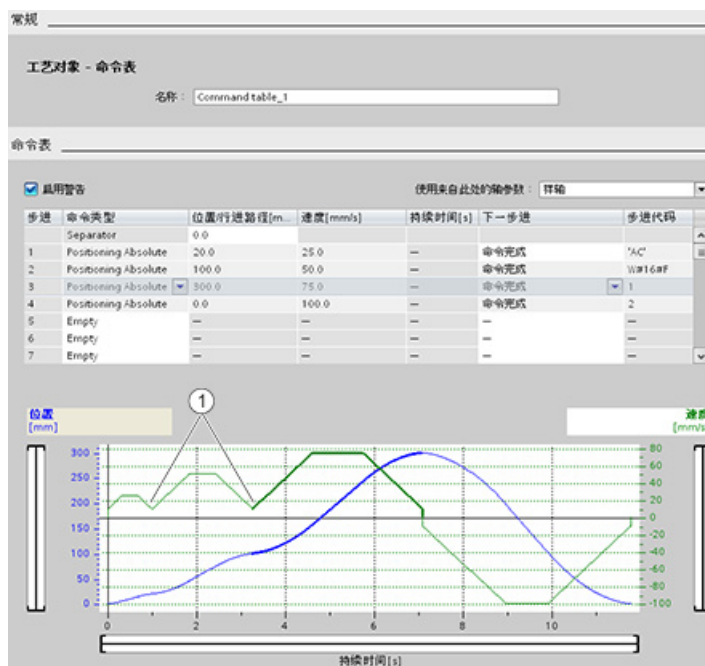 常规
工艺对象 - 命令表
名称： Command table_1
命令表
启用警告 使用来自此处的轴参数： 样轴
步进 命令类型 位置/行进路径[m... 速度[mm/s] 持续时间[s] 下一步进 步进代码
Separator 0.0
1 Positioning Absolute 20.0 25.0 — 命令完成 "AC"
2 Positioning Absolute 100.0 50.0 — 命令完成 W#16#F
3 Positioning Absolute 300.0 75.0 — 命令完成 1
4 Positioning Absolute 0.0 100.0 — 命令完成 2
5 Empty — — — — —
6 Empty — — — — —
7 Empty — — — — —
1
位置 速度
[mm] [mm/s]
300 80
250 60
200 40
150 20
100 0
50 -20
0 -40
-60
-80
-100
0 2 4 6 8 10
持续时间[s]